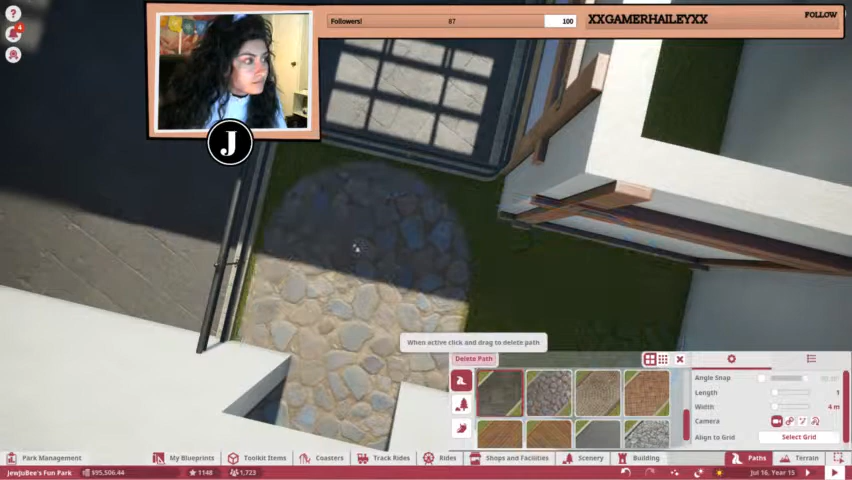 ?
4
Followers!
87
100
XXGAMERHAILEYXX
FOLLOW
J
When active click and drag to delete path
Delete Path
Angle Snap
Length
1
Width
4 m
Camera
Align to Grid
Select Grid
Park Management
My Blueprints
Toolkit Items
Coasters
Track Rides
Rides
Shops and Facilities
Scenery
Building
Paths
Terrain
JewJuBee's Fun Park
$95,506.44
1148
1,723
Jul 16, Year 15